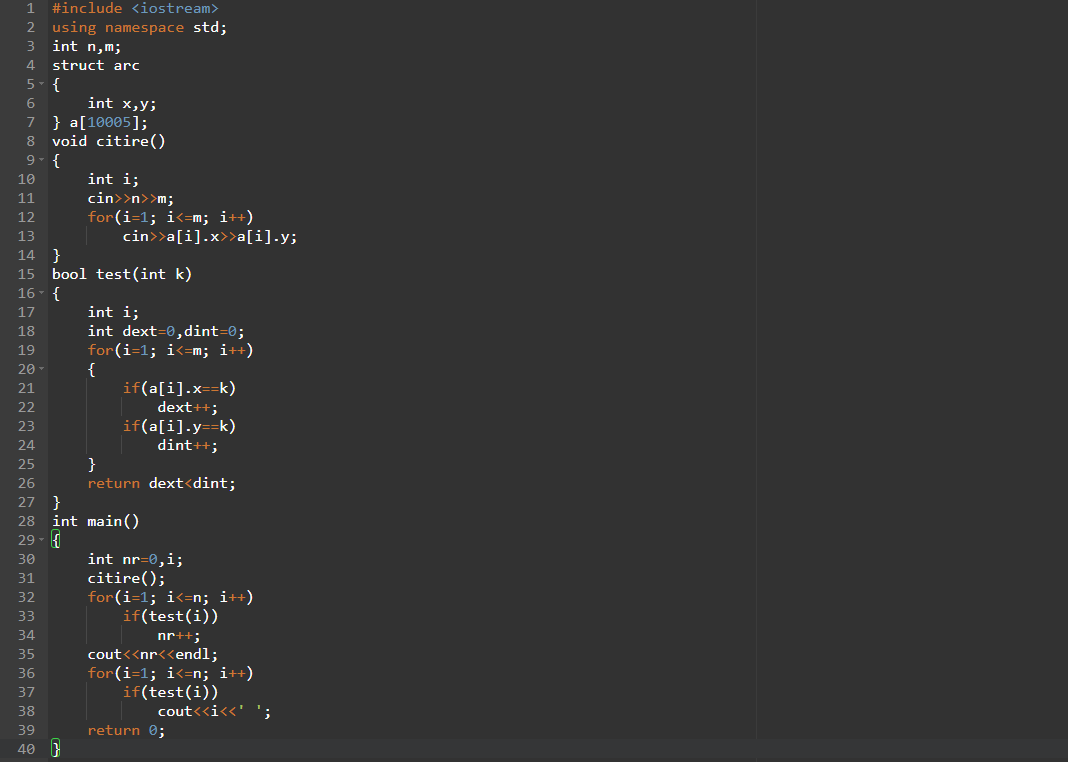 1 #include <iostream>
2 using namespace std;
3 int n,m;
4 struct arc
5 {
6     int x,y;
7 } a[10005];
8 void citire()
9 {
10     int i;
11     cin>>n>>m;
12     for(i=1; i<=m; i++)
13         cin>>a[i].x>>a[i].y;
14 }
15 bool test(int k)
16 {
17     int i;
18     int dext=0,dint=0;
19     for(i=1; i<=m; i++)
20     {
21         if(a[i].x==k)
22             dext++;
23         if(a[i].y==k)
24             dint++;
25     }
26     return dext<dint;
27 }
28 int main()
29 {
30     int nr=0,i;
31     citire();
32     for(i=1; i<=n; i++)
33         if(test(i))
34             nr++;
35     cout<<nr<<endl;
36     for(i=1; i<=n; i++)
37         if(test(i))
38             cout<<i<<' ';
39     return 0;
40 }